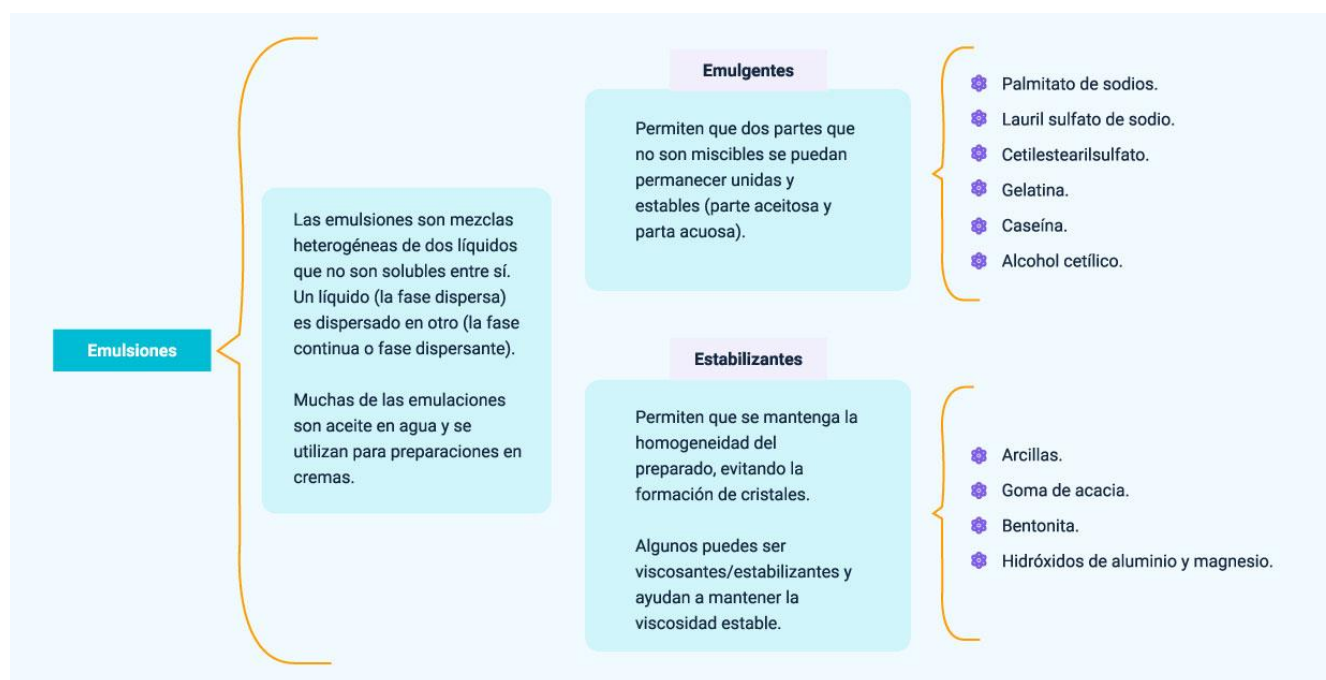 Emulsiones
Las emulsiones son mezclas
heterogéneas de dos líquidos
que no son solubles entre sí.
Un líquido (la fase dispersa)
es dispersado en otro (la fase
continua o fase dispersante).
Muchas de las emulaciones
son aceite en agua y se
utilizan para preparaciones en
cremas.
Emulgentes
Permiten que dos partes que
no son miscibles se puedan
permanecer unidas y
estables (parte aceitosa y
parta acuosa).
Palmitato de sodios.
Lauril sulfato de sodio.
Cetilestearilsulfato.
Gelatina.
Caseína.
Alcohol cetílico.
Estabilizantes
Permiten que se mantenga la
homogeneidad del
preparado, evitando la
formación de cristales.
Algunos puedes ser
viscosantes/estabilizantes y
ayudan a mantener la
viscosidad estable.
Arcillas.
Goma de acacia.
Bentonita.
Hidróxidos de aluminio y magnesio.